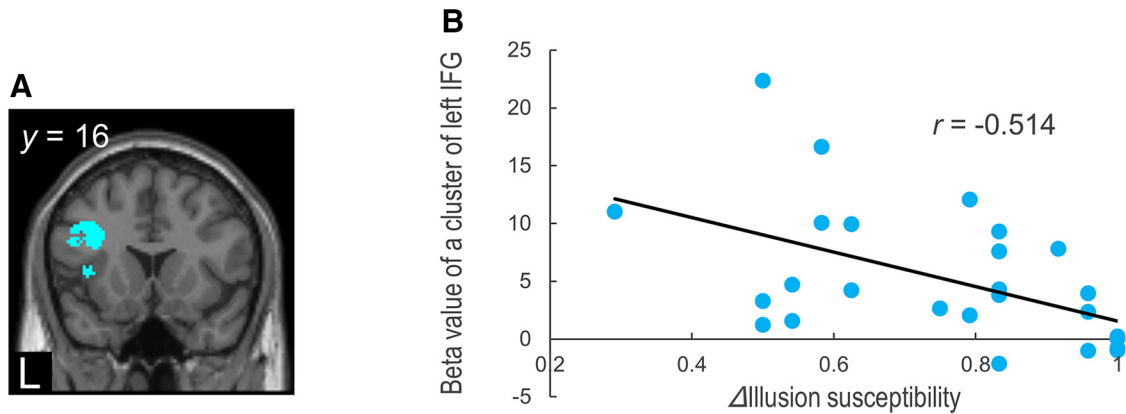 A
y = 16
L
B
Beta value of a cluster of left IFG
25
20
15
10
5
0
-5
r = -0.514
0.2
0.4
0.6
0.8
1
ΔIllusion susceptibility